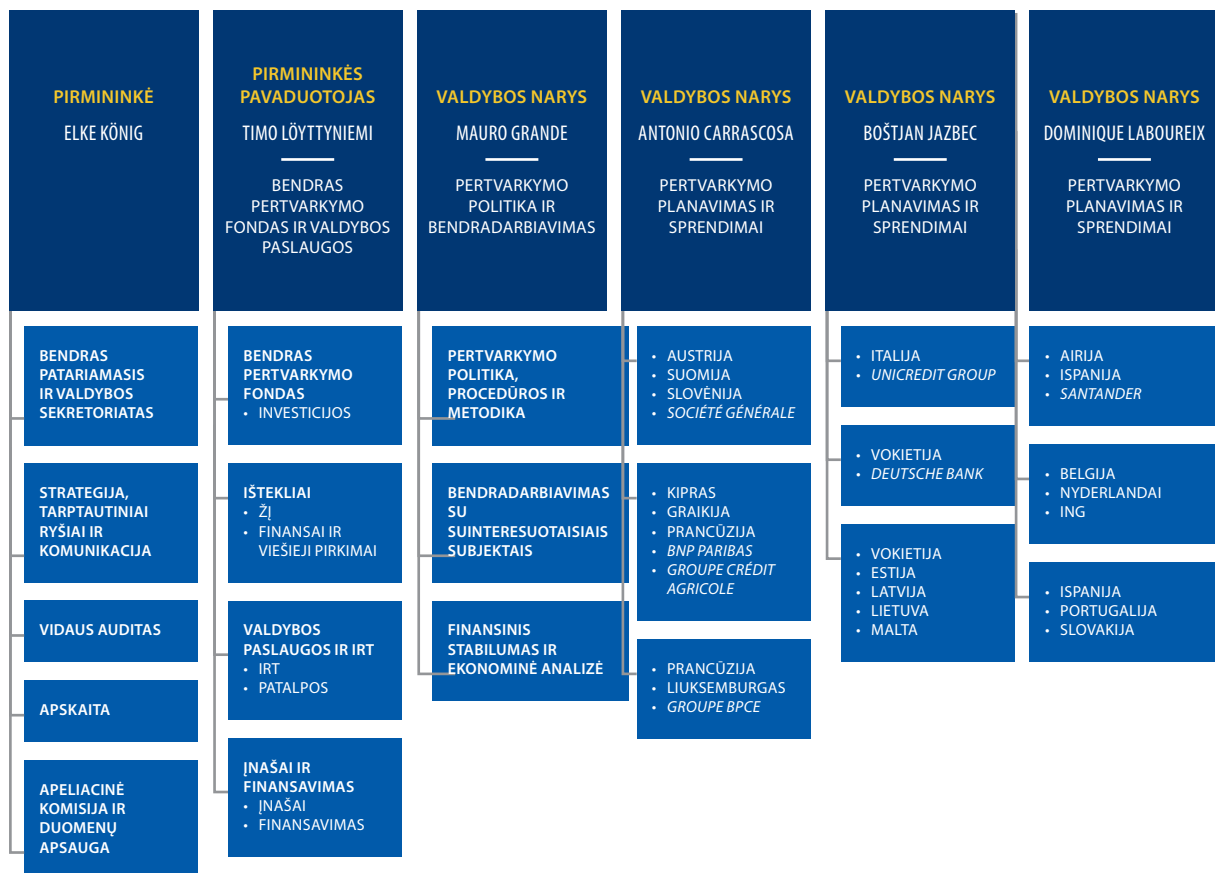 PIRMININKĖ
ELKE KÖNIG
BENDRAS
PATARIAMASIS
IR VALDYBOS
SEKRETORIATAS
STRATEGIJA,
TARPTAUTINIAI
RYŠIAI IR
KOMUNIKACIJA
VIDAUS AUDITAS
APSKAITA
APELIACINĖ
KOMISIJA IR
DUOMENŲ
APSAUGA
PIRMININKĖS
PAVADUOTOJAS
TIMO LÖYTTYNIEMI
BENDRAS
PERTVARKYMO
FONDAS IR VALDYBOS
PASLAUGOS
BENDRAS
PERTVARKYMO
FONDAS
• INVESTICIJOS
IŠTEKLIAI
• ŽĮ
• FINANSAI IR
VIEŠIEJI PIRKIMAI
VALDYBOS
PASLAUGOS IR IRT
• IRT
• PATALPOS
ĮNAŠAI IR
FINANSAVIMAS
• ĮNAŠAI
• FINANSAVIMAS
VALDYBOS NARYS
MAURO GRANDE
PERTVARKYMO
POLITIKA IR
BENDRADARBIAVIMAS
PERTVARKYMO
POLITIKA,
PROCEDŪROS IR
METODIKA
BENDRADARBIAVIMAS
SU
SUINTERESUOTAISIAIS
SUBJEKTAIS
FINANSINIS
STABILUMAS IR
EKONOMINĖ ANALIZĖ
VALDYBOS NARYS
ANTONIO CARRASCOSA
PERTVARKYMO
PLANAVIMAS IR
SPRENDIMAI
• AUSTRIJA
• SUOMIJA
• SLOVĖNIJA
• SOCIÉTÉ GÉNÉRALE
• KIPRAS
• GRAIKIJA
• PRANCŪZIJA
• BNP PARIBAS
• GROUPE CRÉDIT
AGRICOLE
• PRANCŪZIJA
• LIUKSEMBURGAS
• GROUPE BPCE
VALDYBOS NARYS
BOŠTJAN JAZBEC
PERTVARKYMO
PLANAVIMAS IR
SPRENDIMAI
• ITALIJA
• UNICREDIT GROUP
• VOKIETIJA
• DEUTSCHE BANK
• VOKIETIJA
• ESTIJA
• LATVIJA
• LIETUVA
• MALTA
VALDYBOS NARYS
DOMINIQUE LABOUREIX
PERTVARKYMO
PLANAVIMAS IR
SPRENDIMAI
• AIRIJA
• ISPANIJA
• SANTANDER
• BELGIJA
• NYDERLANDAI
• ING
• ISPANIJA
• PORTUGALIJA
• SLOVAKIJA